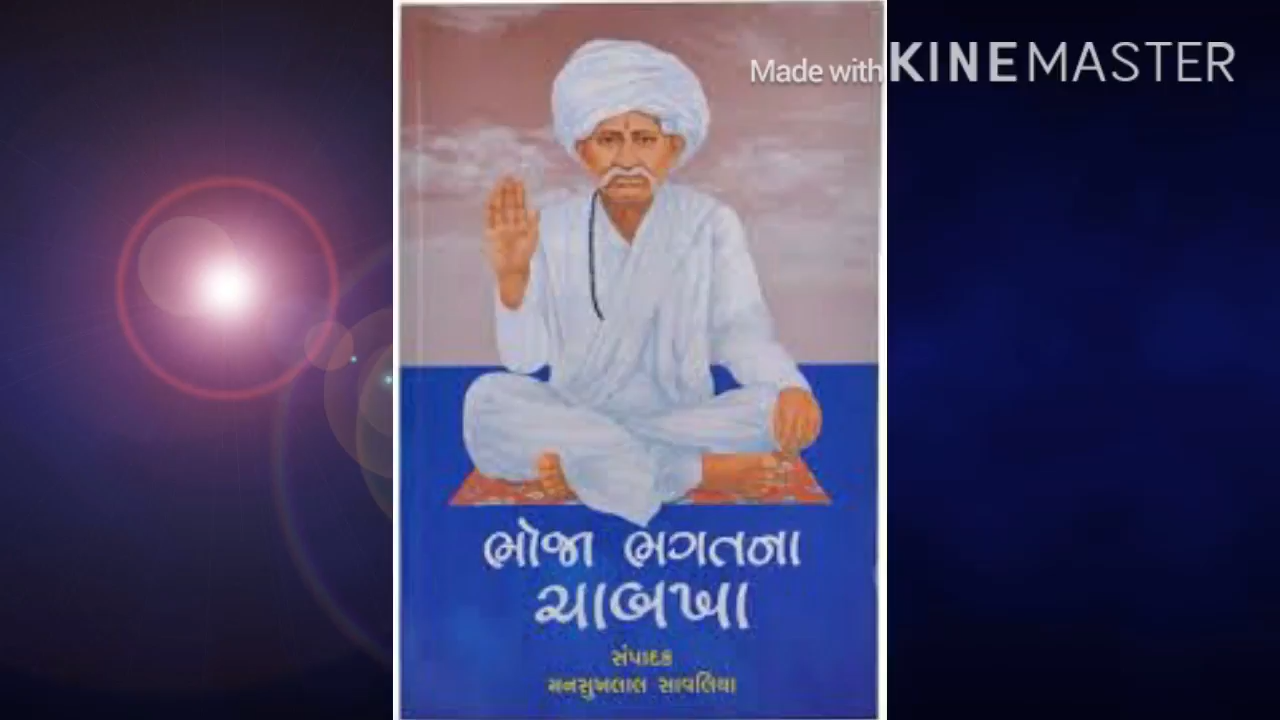 Made with KINEMASTER
ભોજા ભગતના
ચાબખા
સંપાદક
મનસુખલાલ સાવલિયા